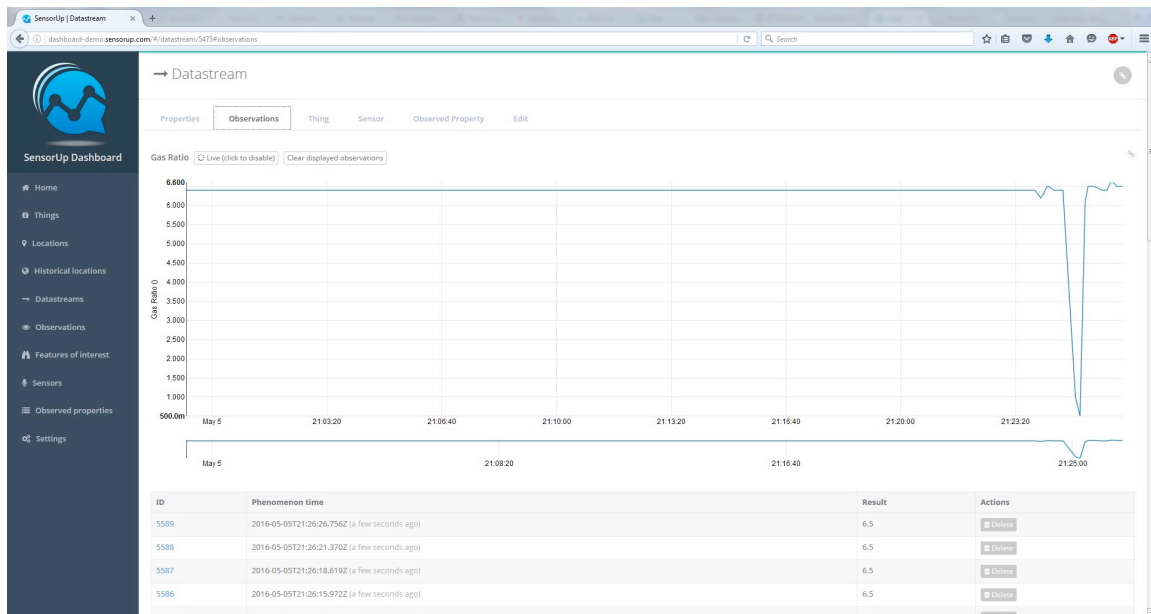 SensorUp | Datastream
dashboard-demo.sensorup.com/#/datastream/5475#observations
Search
ABP
SensorUp Dashboard
Home
Things
Locations
Historical locations
Datastreams
Observations
Features of interest
Sensors
Observed properties
Settings
→ Datastream
Properties Observations Thing Sensor Observed Property Edit
Gas Ratio Live (click to disable) Clear displayed observations
Gas Ratio ()
6.600
6.000
5.500
5.000
4.500
4.000
3.500
3.000
2.500
2.000
1.500
1.000
500.0m
May 5 21:03:20 21:06:40 21:10:00 21:13:20 21:16:40 21:20:00 21:23:20
May 5 21:08:20 21:16:40 21:25:00
ID Phenomenon time Result Actions
5589 2016-05-05T21:26:26.756Z (a few seconds ago) 6.5 Delete
5588 2016-05-05T21:26:21.370Z (a few seconds ago) 6.5 Delete
5587 2016-05-05T21:26:18.619Z (a few seconds ago) 6.5 Delete
5586 2016-05-05T21:26:15.972Z (a few seconds ago) 6.5 Delete